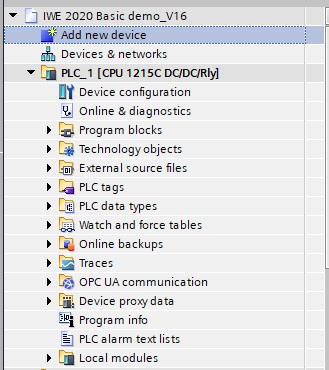 IWE 2020 Basic demo_V16
Add new device
Devices & networks
PLC_1 [CPU 1215C DC/DC/Rly]
Device configuration
Online & diagnostics
Program blocks
Technology objects
External source files
PLC tags
PLC data types
Watch and force tables
Online backups
Traces
OPC UA communication
Device proxy data
Program info
PLC alarm text lists
Local modules